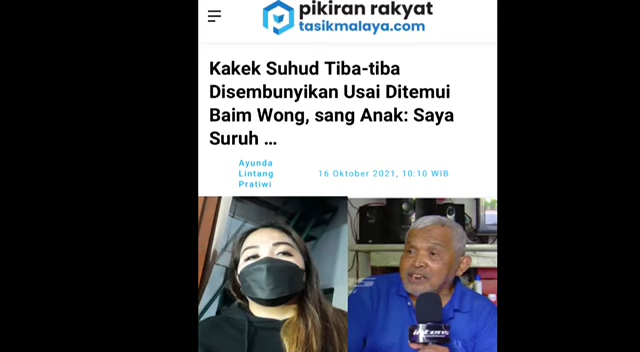 pikiran rakyat
tasikmalaya.com
Kakek Suhud Tiba-tiba
Disembunyikan Usai Ditemui
Baim Wong, sang Anak: Saya
Suruh ...
Ayunda
Lintang
Pratiwi
16 Oktober 2021, 10:10 WIB
intens